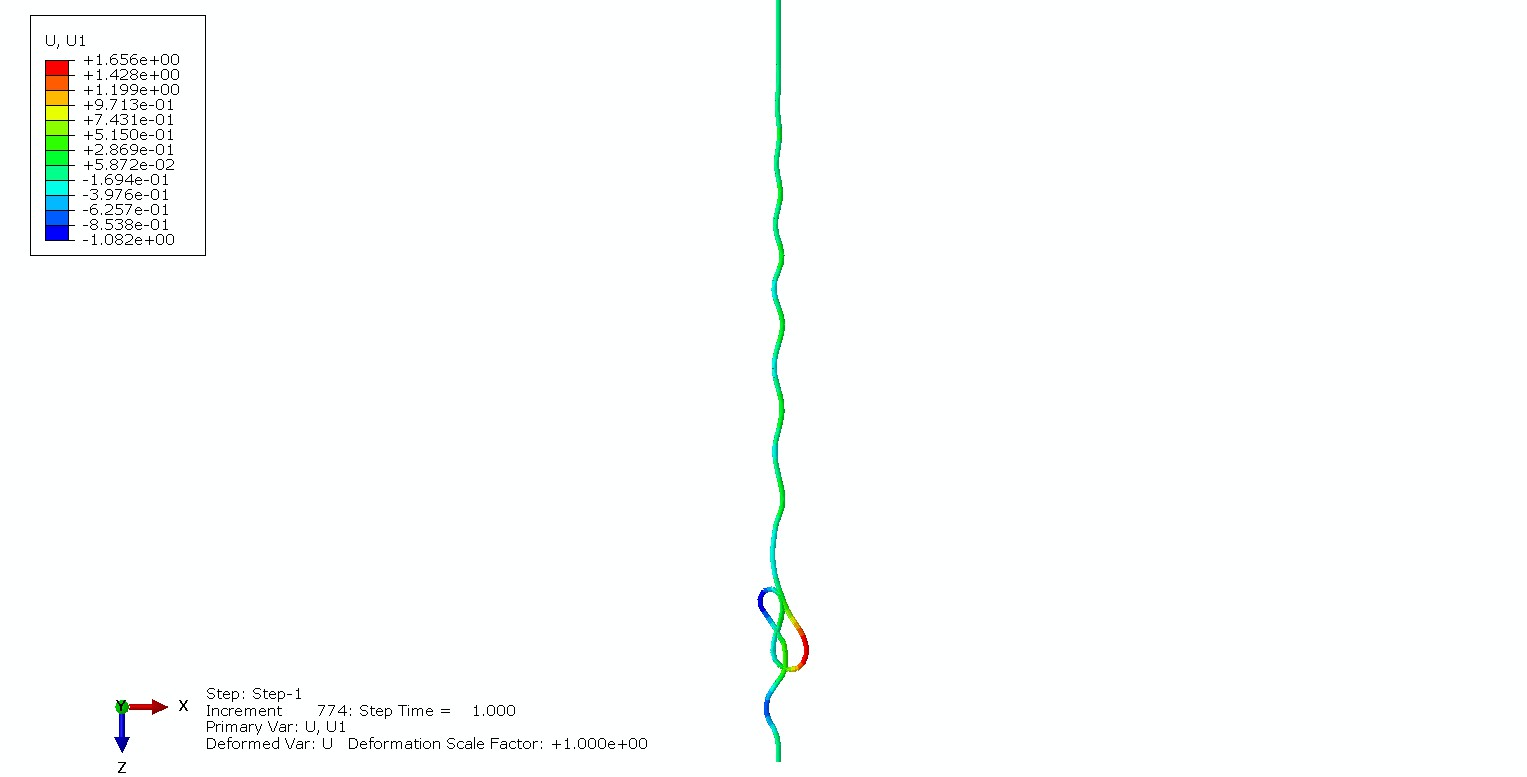 U, U1
+1.656e+00
+1.428e+00
+1.199e+00
+9.713e-01
+7.431e-01
+5.150e-01
+2.869e-01
+5.872e-02
-1.694e-01
-3.976e-01
-6.257e-01
-8.538e-01
-1.082e+00
Y
X
Z
Step: Step-1
Increment 774: Step Time = 1.000
Primary Var: U, U1
Deformed Var: U Deformation Scale Factor: +1.000e+00